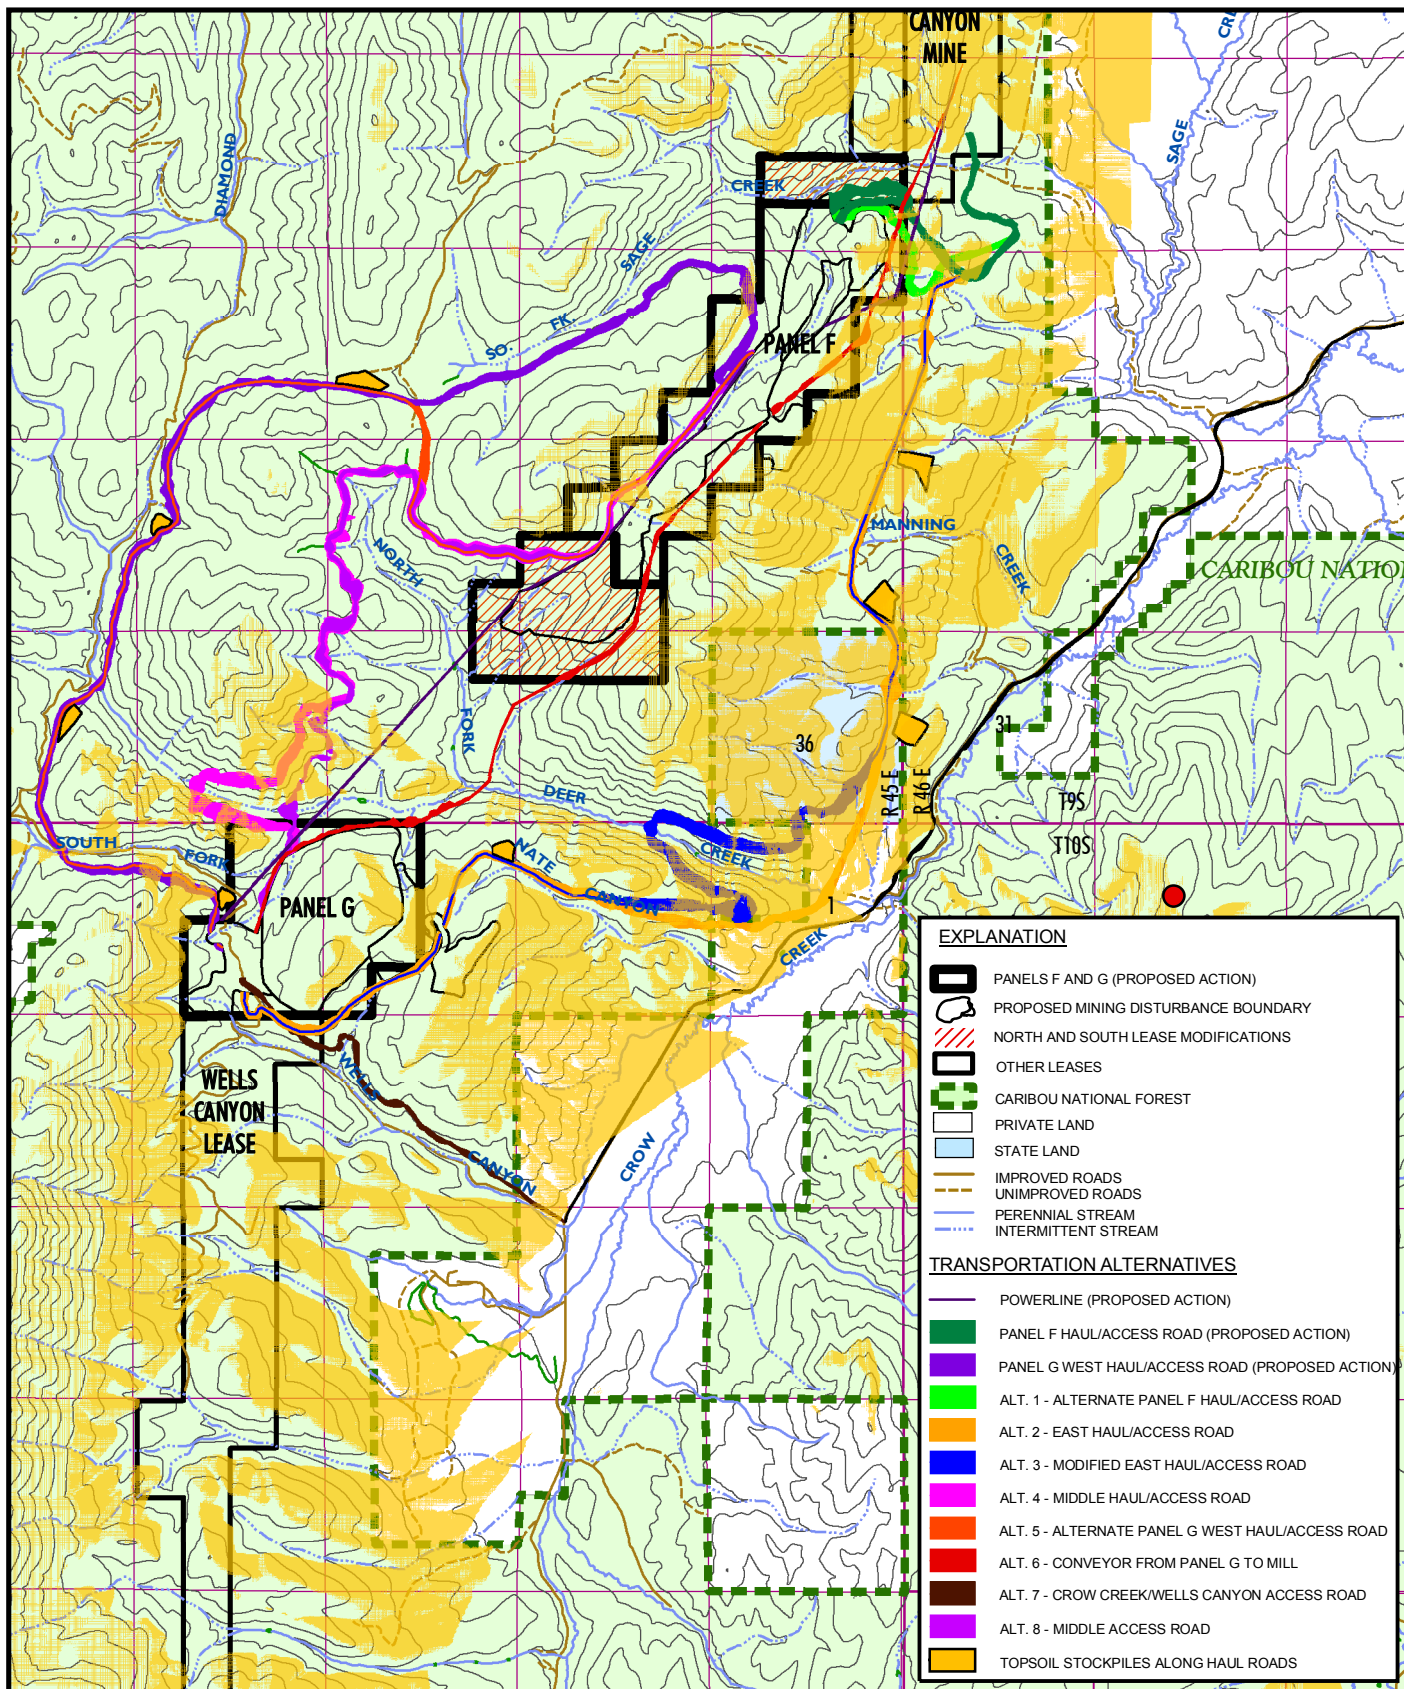 CANYON
MINE
CRE
SAGE
DIAMOND
CREEK
SAGE
FK.
SO.
PANEL F
MANNING
CREEK
NORTH
FORK
CARIBOU NATIO
36
31
R 45 E
R 46 E
T9S
T10S
DEER
CREEK
SOUTH
FORK
NATE
CANYON
PANEL G
1
CREEK
CROW
WELLS
CANYON
WELLS
CANYON
LEASE
EXPLANATION
PANELS F AND G (PROPOSED ACTION)
PROPOSED MINING DISTURBANCE BOUNDARY
NORTH AND SOUTH LEASE MODIFICATIONS
OTHER LEASES
CARIBOU NATIONAL FOREST
PRIVATE LAND
STATE LAND
IMPROVED ROADS
UNIMPROVED ROADS
PERENNIAL STREAM
INTERMITTENT STREAM
TRANSPORTATION ALTERNATIVES
POWERLINE (PROPOSED ACTION)
PANEL F HAUL/ACCESS ROAD (PROPOSED ACTION)
PANEL G WEST HAUL/ACCESS ROAD (PROPOSED ACTION)
ALT. 1 - ALTERNATE PANEL F HAUL/ACCESS ROAD
ALT. 2 - EAST HAUL/ACCESS ROAD
ALT. 3 - MODIFIED EAST HAUL/ACCESS ROAD
ALT. 4 - MIDDLE HAUL/ACCESS ROAD
ALT. 5 - ALTERNATE PANEL G WEST HAUL/ACCESS ROAD
ALT. 6 - CONVEYOR FROM PANEL G TO MILL
ALT. 7 - CROW CREEK/WELLS CANYON ACCESS ROAD
ALT. 8 - MIDDLE ACCESS ROAD
TOPSOIL STOCKPILES ALONG HAUL ROADS